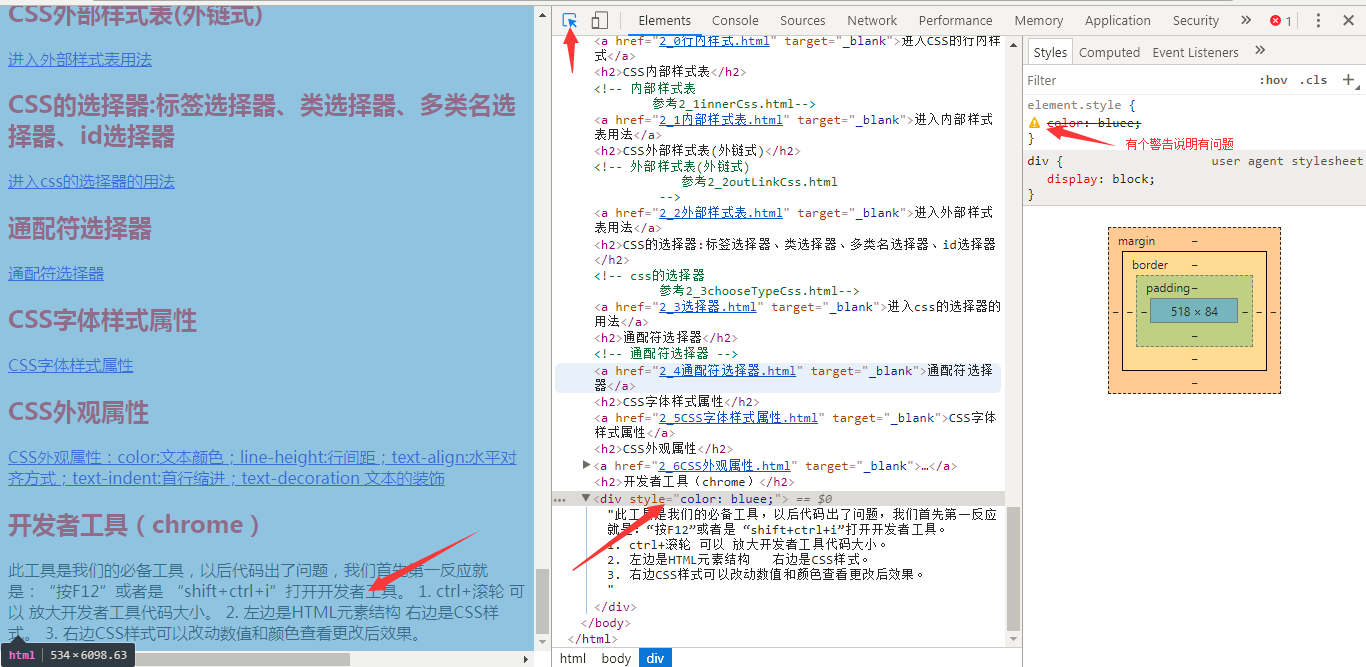 CSS外部样式表(外链式)
进入外部样式表用法
CSS的选择器:标签选择器、类选择器、多类名选
择器、id选择器
进入css的选择器的用法
通配符选择器
通配符选择器
CSS字体样式属性
CSS字体样式属性
CSS外观属性
CSS外观属性：color:文本颜色；line-height:行间距；text-align:水平对
齐方式；text-indent:首行缩进；text-decoration 文本的装饰
开发者工具（chrome）
此工具是我们的必备工具，以后代码出了问题，我们首先第一反应就
是：“按F12”或者是 “shift+ctrl+i”打开开发者工具。 1. ctrl+滚轮 可
以 放大开发者工具代码大小。 2. 左边是HTML元素结构 右边是CSS样
式。 3. 右边CSS样式可以改动数值和颜色查看更改后效果。
html 534×6098.63
Elements Console Sources Network Performance Memory Application Security » 1
<a href="2_0行内样式.html" target="_blank">进入CSS的行内样
式</a>
<h2>CSS内部样式表</h2>
<!-- 内部样式表
参考2_1innerCss.html-->
<a href="2_1内部样式表.html" target="_blank">进入内部样式
表用法</a>
<h2>CSS外部样式表(外链式)</h2>
<!-- 外部样式表(外链式)
参考2_2outLinkCss.html
-->
<a href="2_2外部样式表.html" target="_blank">进入外部样式
表用法</a>
<h2>CSS的选择器:标签选择器、类选择器、多类名选择器、id选择器
</h2>
<!-- css的选择器
参考2_3chooseTypeCss.html-->
<a href="2_3选择器.html" target="_blank">进入css的选择器的
用法</a>
<h2>通配符选择器</h2>
<!-- 通配符选择器 -->
<a href="2_4通配符选择器.html" target="_blank">通配符选择
器</a>
<h2>CSS字体样式属性</h2>
<a href="2_5CSS字体样式属性.html" target="_blank">CSS字体
样式属性</a>
<h2>CSS外观属性</h2>
<a href="2_6CSS外观属性.html" target="_blank">…</a>
<h2>开发者工具（chrome）</h2>
<div style="color: bluee;"> == $0
"此工具是我们的必备工具，以后代码出了问题，我们首先第一反应
就是：“按F12”或者是 “shift+ctrl+i”打开开发者工具。
1. ctrl+滚轮 可以 放大开发者工具代码大小。
2. 左边是HTML元素结构 右边是CSS样式。
3. 右边CSS样式可以改动数值和颜色查看更改后效果。
"
</div>
</body>
</html>
html body div
Styles Computed Event Listeners »
Filter :hov .cls +
element.style {
color: bluee;
}
有个警告说明有问题
div { user agent stylesheet
display: block;
}
margin –
border –
padding –
– – – 518 × 84 – – –
–
–
–